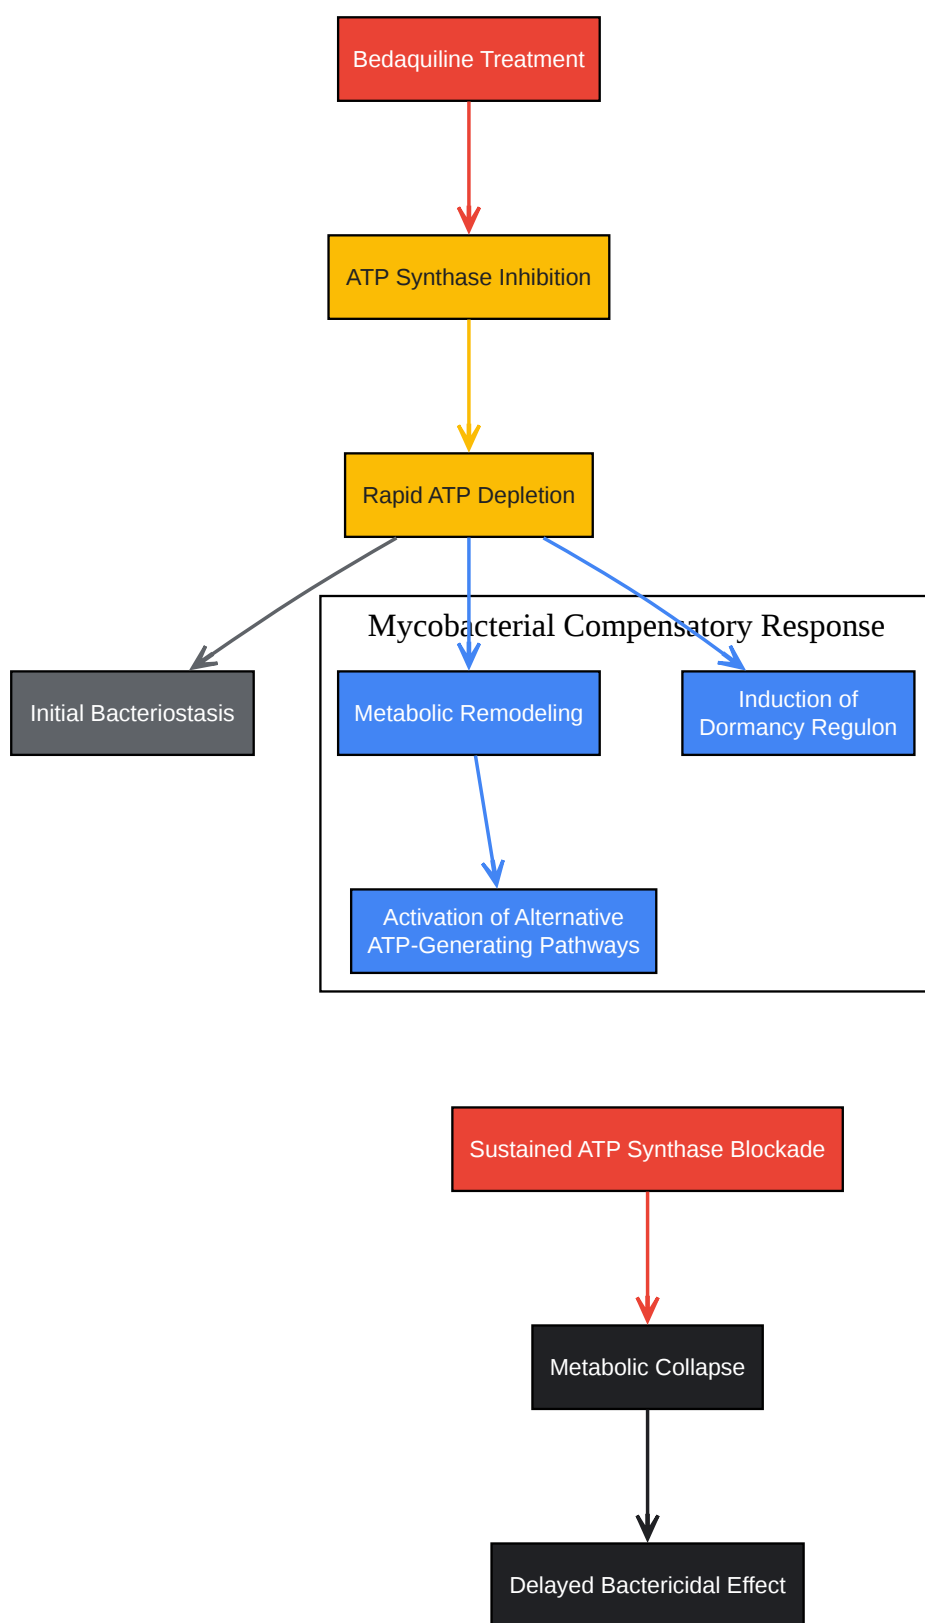 Bedaquiline Treatment
ATP Synthase Inhibition
Rapid ATP Depletion
Mycobacterial Compensatory Response
Initial Bacteriostasis
Metabolic Remodeling
Induction of
Dormancy Regulon
Activation of Alternative
ATP-Generating Pathways
Sustained ATP Synthase Blockade
Metabolic Collapse
Delayed Bactericidal Effect